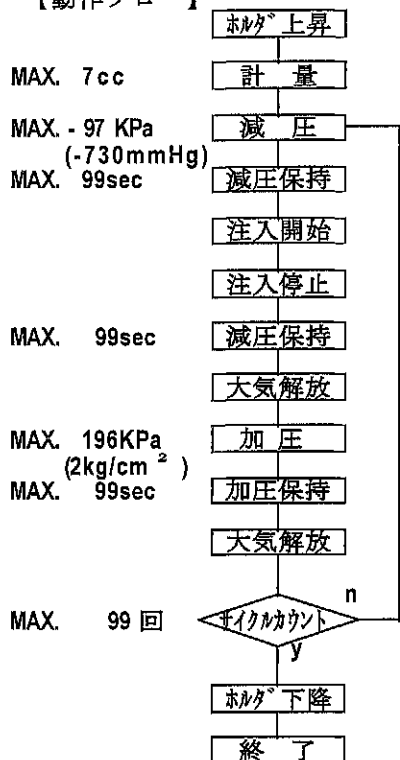 【動作フロー】
ﾎﾙﾀﾞ上昇
MAX. 7cc 計量
MAX. - 97 KPa 減圧
(-730mmHg)
MAX. 99sec 減圧保持
注入開始
注入停止
MAX. 99sec 減圧保持
大気解放
MAX. 196KPa 加圧
(2kg/cm²)
MAX. 99sec 加圧保持
大気解放
n
MAX. 99回 ｻｲｸﾙｶｳﾝﾄ
y
ﾎﾙﾀﾞ下降
終了